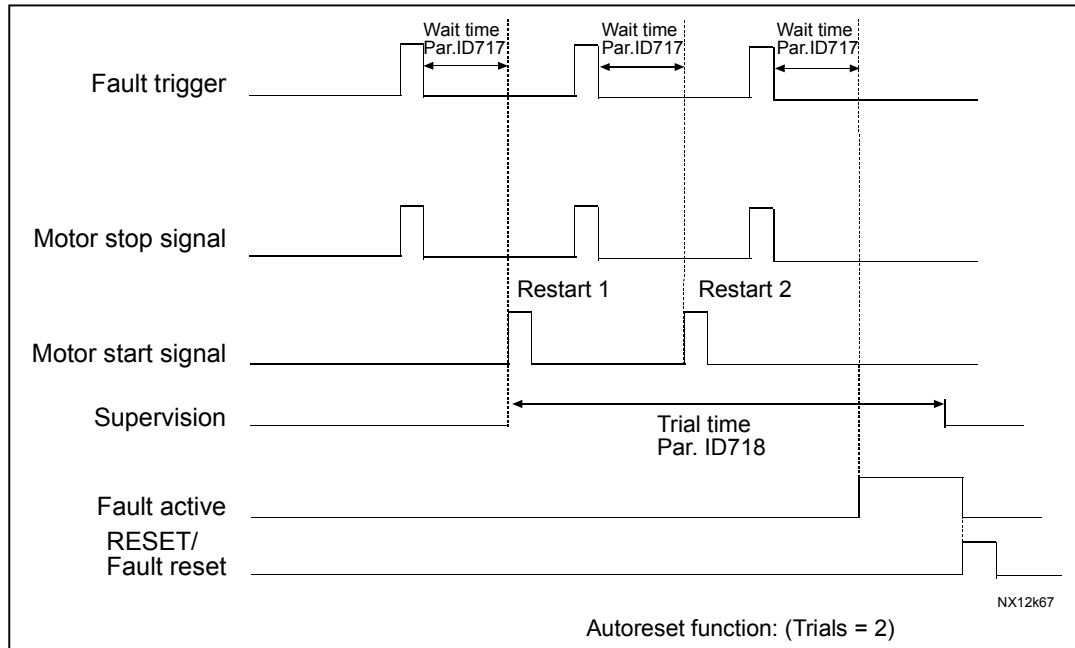 Wait time
Par.ID717
Wait time
Par.ID717
Wait time
Par.ID717
Fault trigger
Motor stop signal
Restart 1
Restart 2
Motor start signal
Supervision
Trial time
Par. ID718
Fault active
RESET/
Fault reset
NX12k67
Autoreset function: (Trials = 2)